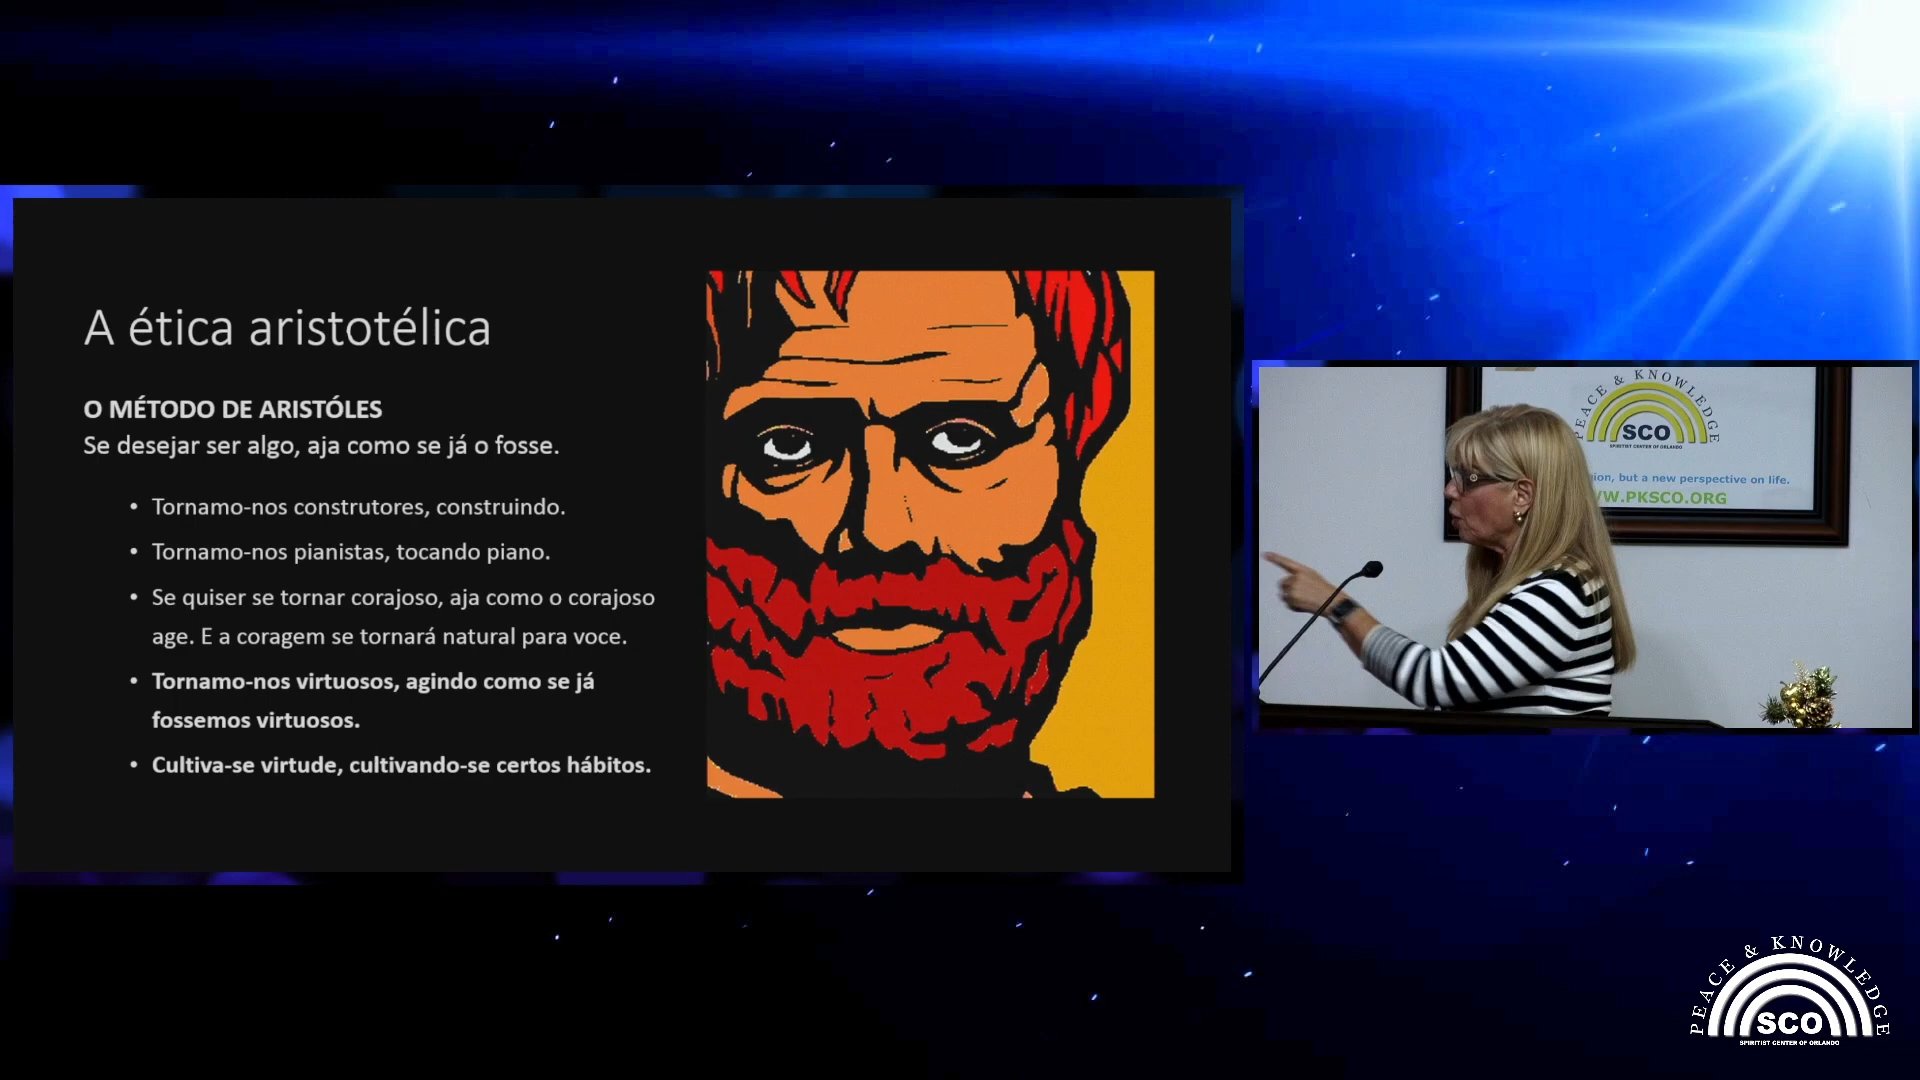 A ética aristotélica
O MÉTODO DE ARISTÓLES
Se desejar ser algo, aja como se já o fosse.
• Tornamo-nos construtores, construindo.
• Tornamo-nos pianistas, tocando piano.
• Se quiser se tornar corajoso, aja como o corajoso
age. E a coragem se tornará natural para voce.
• Tornamo-nos virtuosos, agindo como se já
fossemos virtuosos.
• Cultiva-se virtude, cultivando-se certos hábitos.
PEACE & KNOWLEDGE
SCO
SPIRITIST CENTER OF ORLANDO
, but a new perspective on life.
.PKSCO.ORG
PEACE & KNOWLEDGE
SCO
SPIRITIST CENTER OF ORLANDO